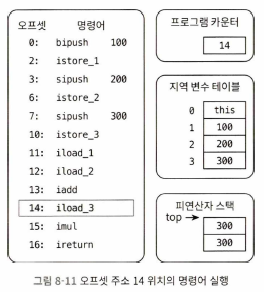 오프셋 명령어
0: bipush 100
2: istore_1
3: sipush 200
6: istore_2
7: sipush 300
10: istore_3
11: iload_1
12: iload_2
13: iadd
14: iload_3
15: imul
16: ireturn
프로그램 카운터
14
지역 변수 테이블
0 this
1 100
2 200
3 300
피연산자 스택
top
300
300
그림 8-11 오프셋 주소 14 위치의 명령어 실행